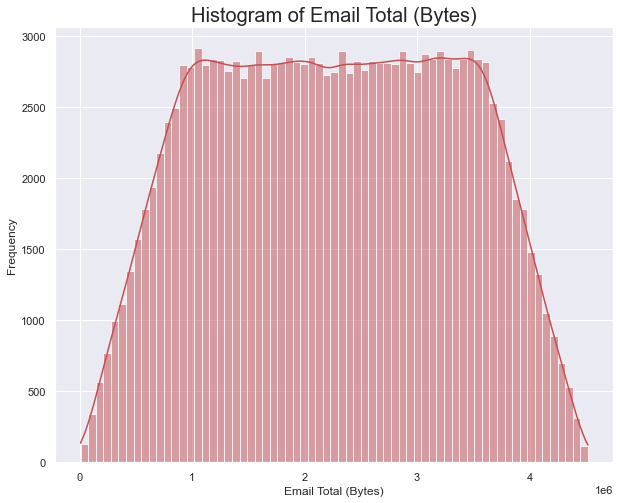 Histogram of Email Total (Bytes)
3000
2500
2000
1500
1000
500
0
Frequency
0 1 2 3 4
1e6
Email Total (Bytes)